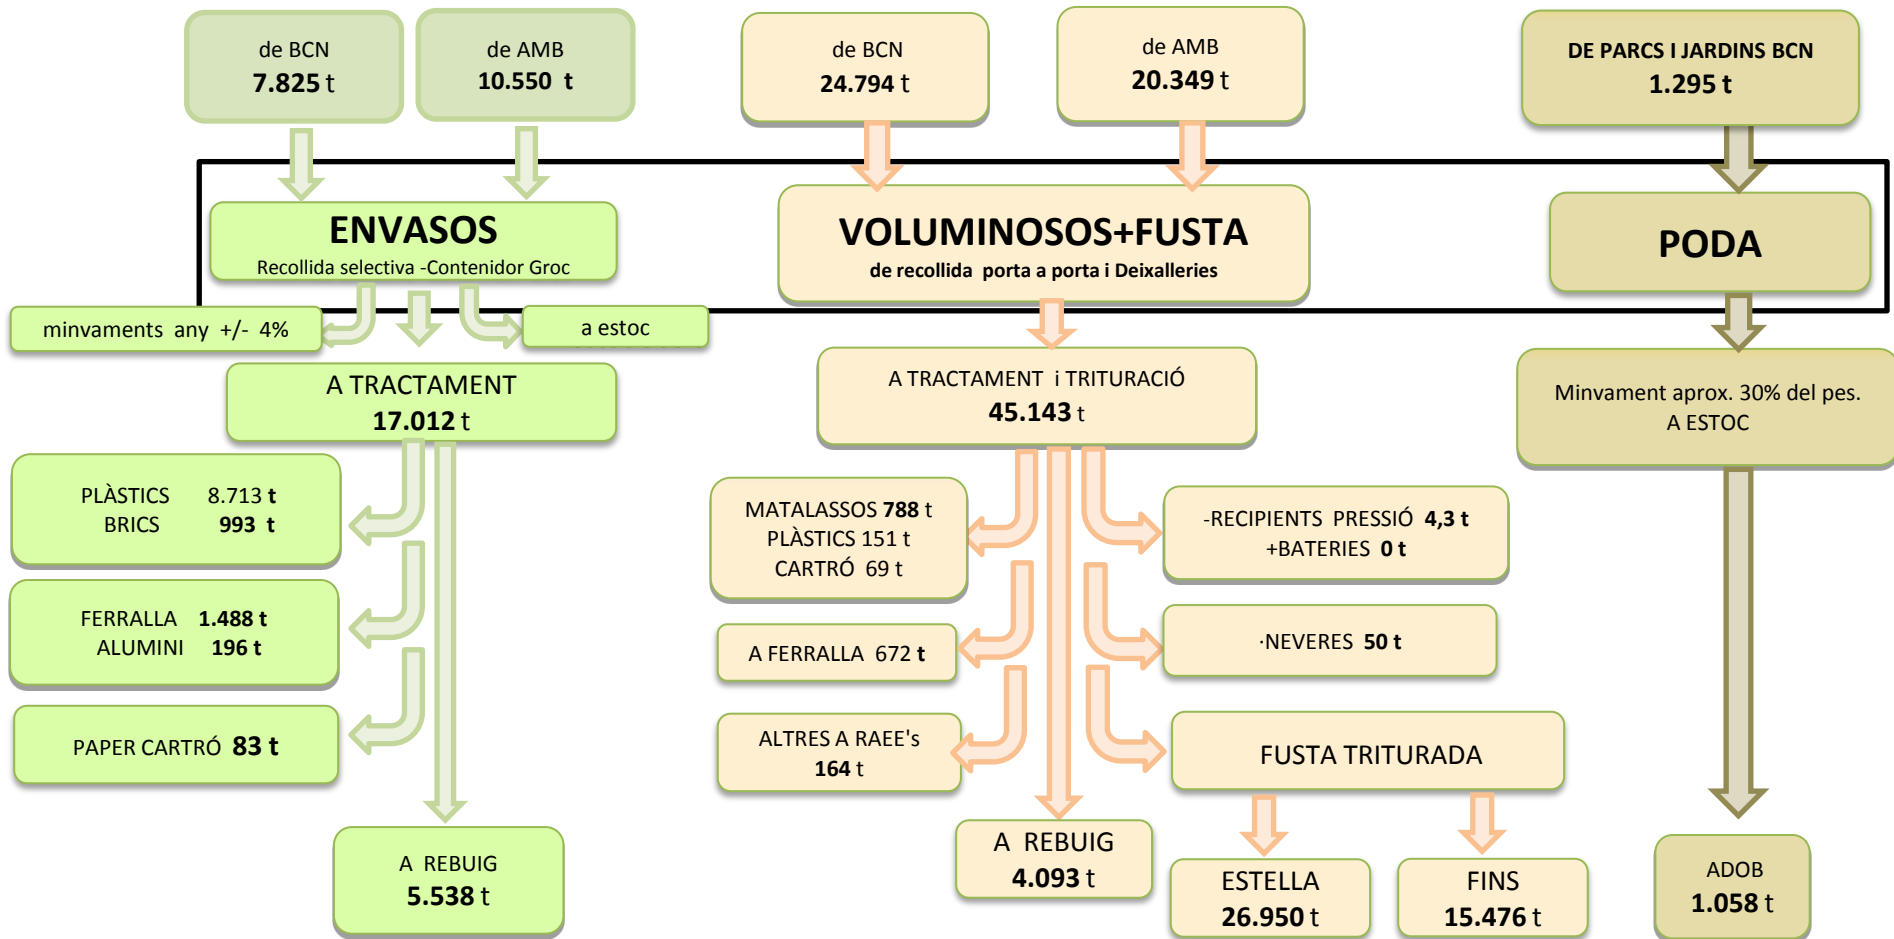 de BCN
7.825 t
de AMB
10.550 t
de BCN
24.794 t
de AMB
20.349 t
DE PARCS I JARDINS BCN
1.295 t
ENVASOS
Recollida selectiva -Contenidor Groc
VOLUMINOSOS+FUSTA
de recollida porta a porta i Deixalleries
PODA
minvaments any +/- 4%
a estoc
A TRACTAMENT
17.012 t
A TRACTAMENT i TRITURACIÓ
45.143 t
Minvament aprox. 30% del pes.
A ESTOC
PLÀSTICS 8.713 t
BRICS 993 t
MATALASSOS 788 t
PLÀSTICS 151 t
CARTRÓ 69 t
-RECIPIENTS PRESSIÓ 4,3 t
+BATERIES 0 t
FERRALLA 1.488 t
ALUMINI 196 t
A FERRALLA 672 t
·NEVERES 50 t
PAPER CARTRÓ 83 t
ALTRES A RAEE's
164 t
FUSTA TRITURADA
A REBUIG
5.538 t
A REBUIG
4.093 t
ESTELLA
26.950 t
FINS
15.476 t
ADOB
1.058 t